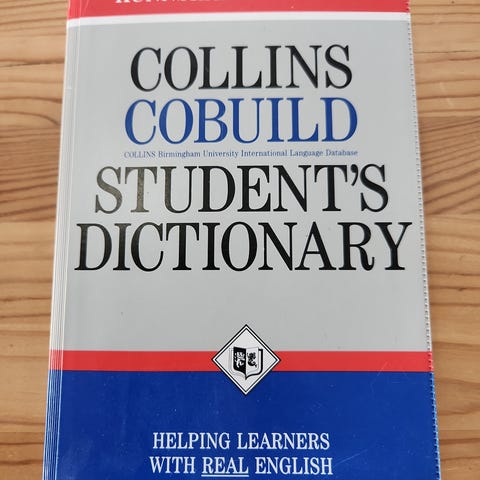 COLLINS
COBUILD
COLLINS Birmingham University International Language Database
STUDENT'S
DICTIONARY
HELPING LEARNERS
WITH REAL ENGLISH